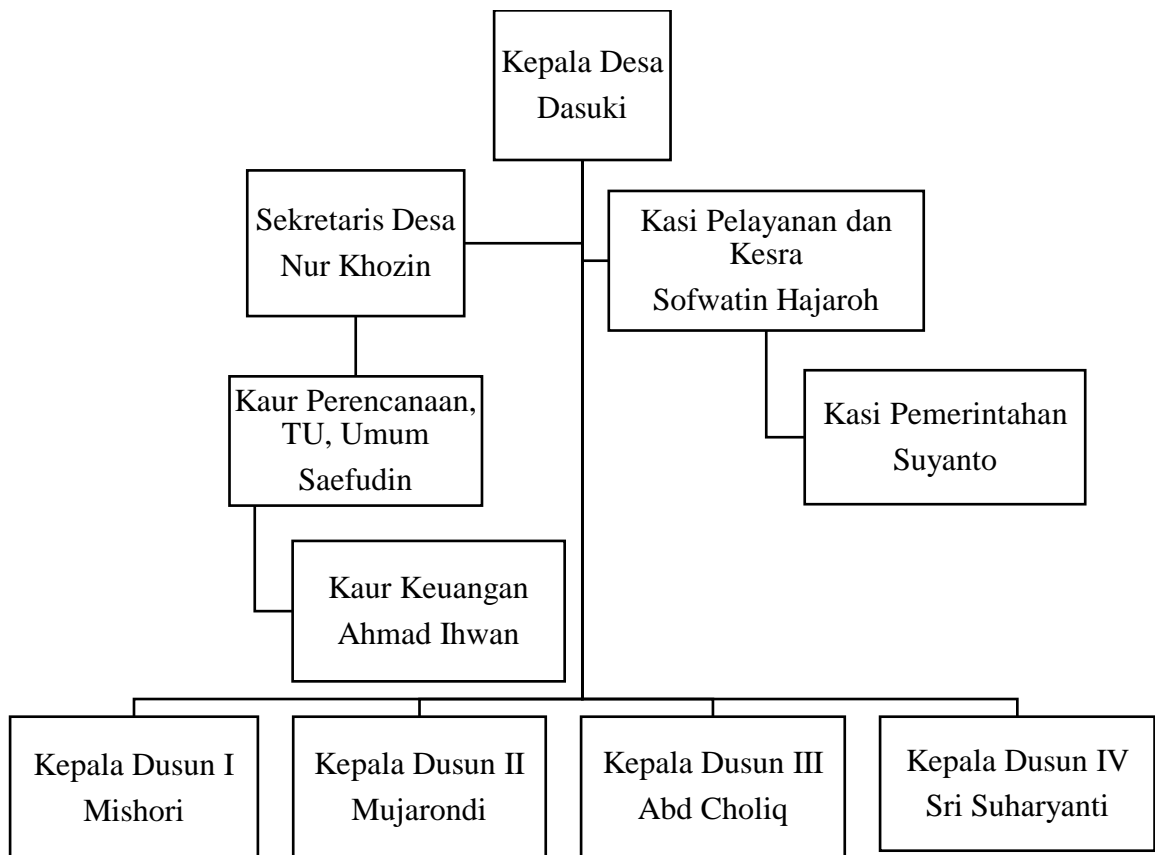 Kepala Desa
Dasuki
Sekretaris Desa
Nur Khozin
Kasi Pelayanan dan
Kesra
Sofwatin Hajaroh
Kaur Perencanaan,
TU, Umum
Saefudin
Kasi Pemerintahan
Suyanto
Kaur Keuangan
Ahmad Ihwan
Kepala Dusun I
Mishori
Kepala Dusun II
Mujarondi
Kepala Dusun III
Abd Choliq
Kepala Dusun IV
Sri Suharyanti